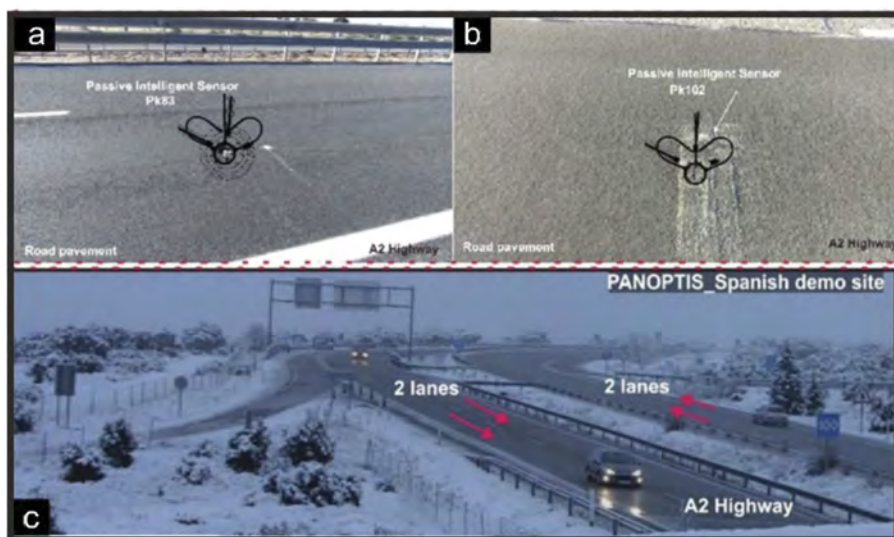 a
Passive Intelligent Sensor
Pk83
Road pavement
A2 Highway
b
Passive Intelligent Sensor
Pk102
Road pavement
A2 Highway
PANOPTIS_Spanish demo site
2 lanes
2 lanes
100
A2 Highway
c